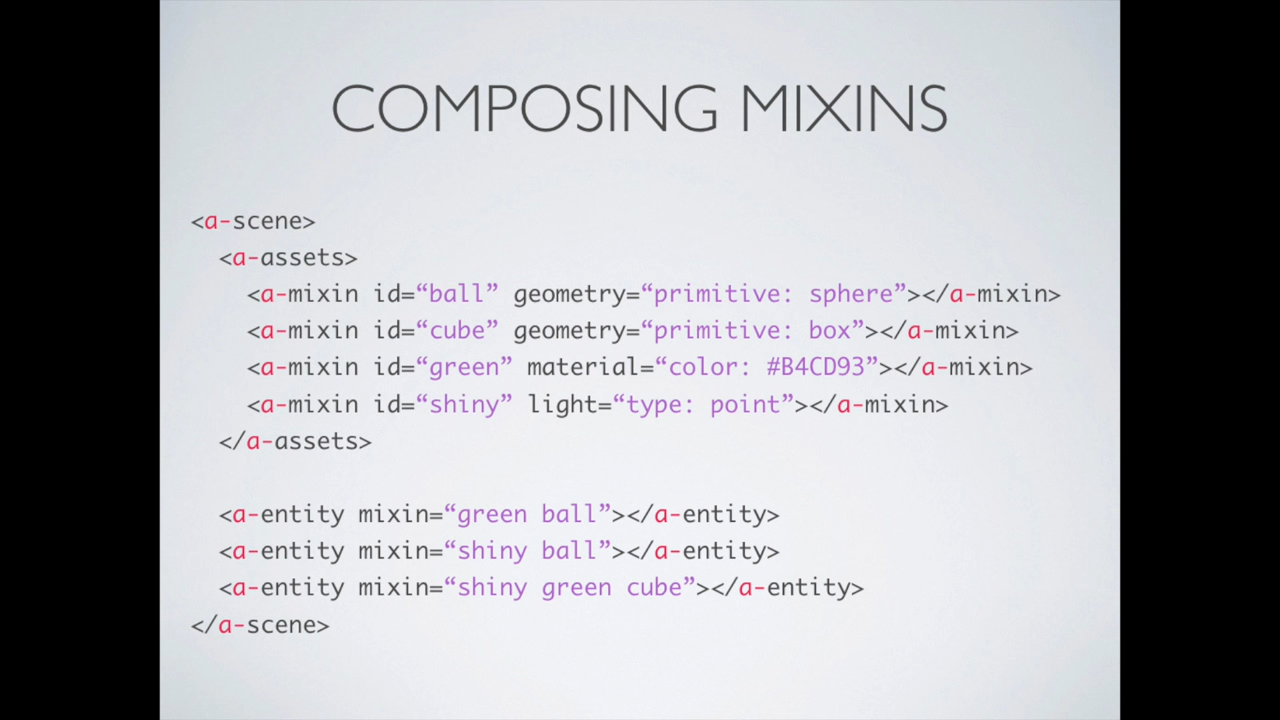 COMPOSING MIXINS
<a-scene>
<a-assets>
<a-mixin id=“ball” geometry=“primitive: sphere”></a-mixin>
<a-mixin id=“cube” geometry=“primitive: box”></a-mixin>
<a-mixin id=“green” material=“color: #B4CD93”></a-mixin>
<a-mixin id=“shiny” light=“type: point”></a-mixin>
</a-assets>
<a-entity mixin=“green ball”></a-entity>
<a-entity mixin=“shiny ball”></a-entity>
<a-entity mixin=“shiny green cube”></a-entity>
</a-scene>